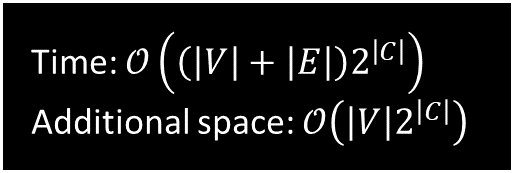 Time: 𝒪((|V| + |E|)2^|C|)
Additional space: 𝒪(|V|2^|C|)